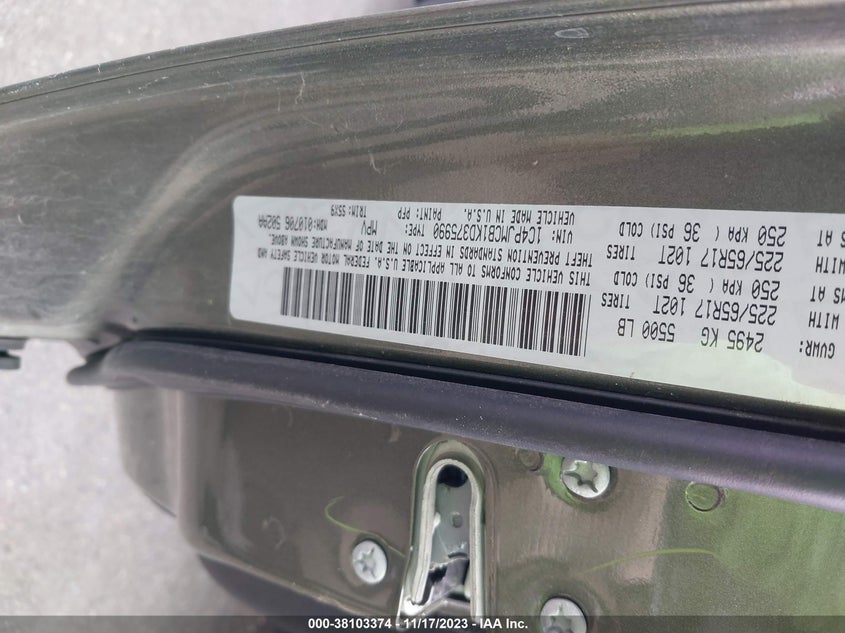 GVWR: 2495 KG 5500 LB
WITH 225/65R17 102T TIRES
MS AT 250 KPA ( 36 PSI) COLD
WITH 225/65R17 102T TIRES
S AT 250 KPA ( 36 PSI) COLD
THIS VEHICLE CONFORMS TO ALL APPLICABLE U.S.A. FEDERAL MOTOR VEHICLE SAFETY AND
THEFT PREVENTION STANDARDS IN EFFECT ON THE DATE OF MANUFACTURE SHOWN ABOVE.
VIN: 1C4PJMCB1KD375990 TYPE: MPV MDH:010706 502AA
VEHICLE MADE IN U.S.A. PAINT: PFP TRIM: S5X9
000-38103374 - 11/17/2023 - IAA Inc.